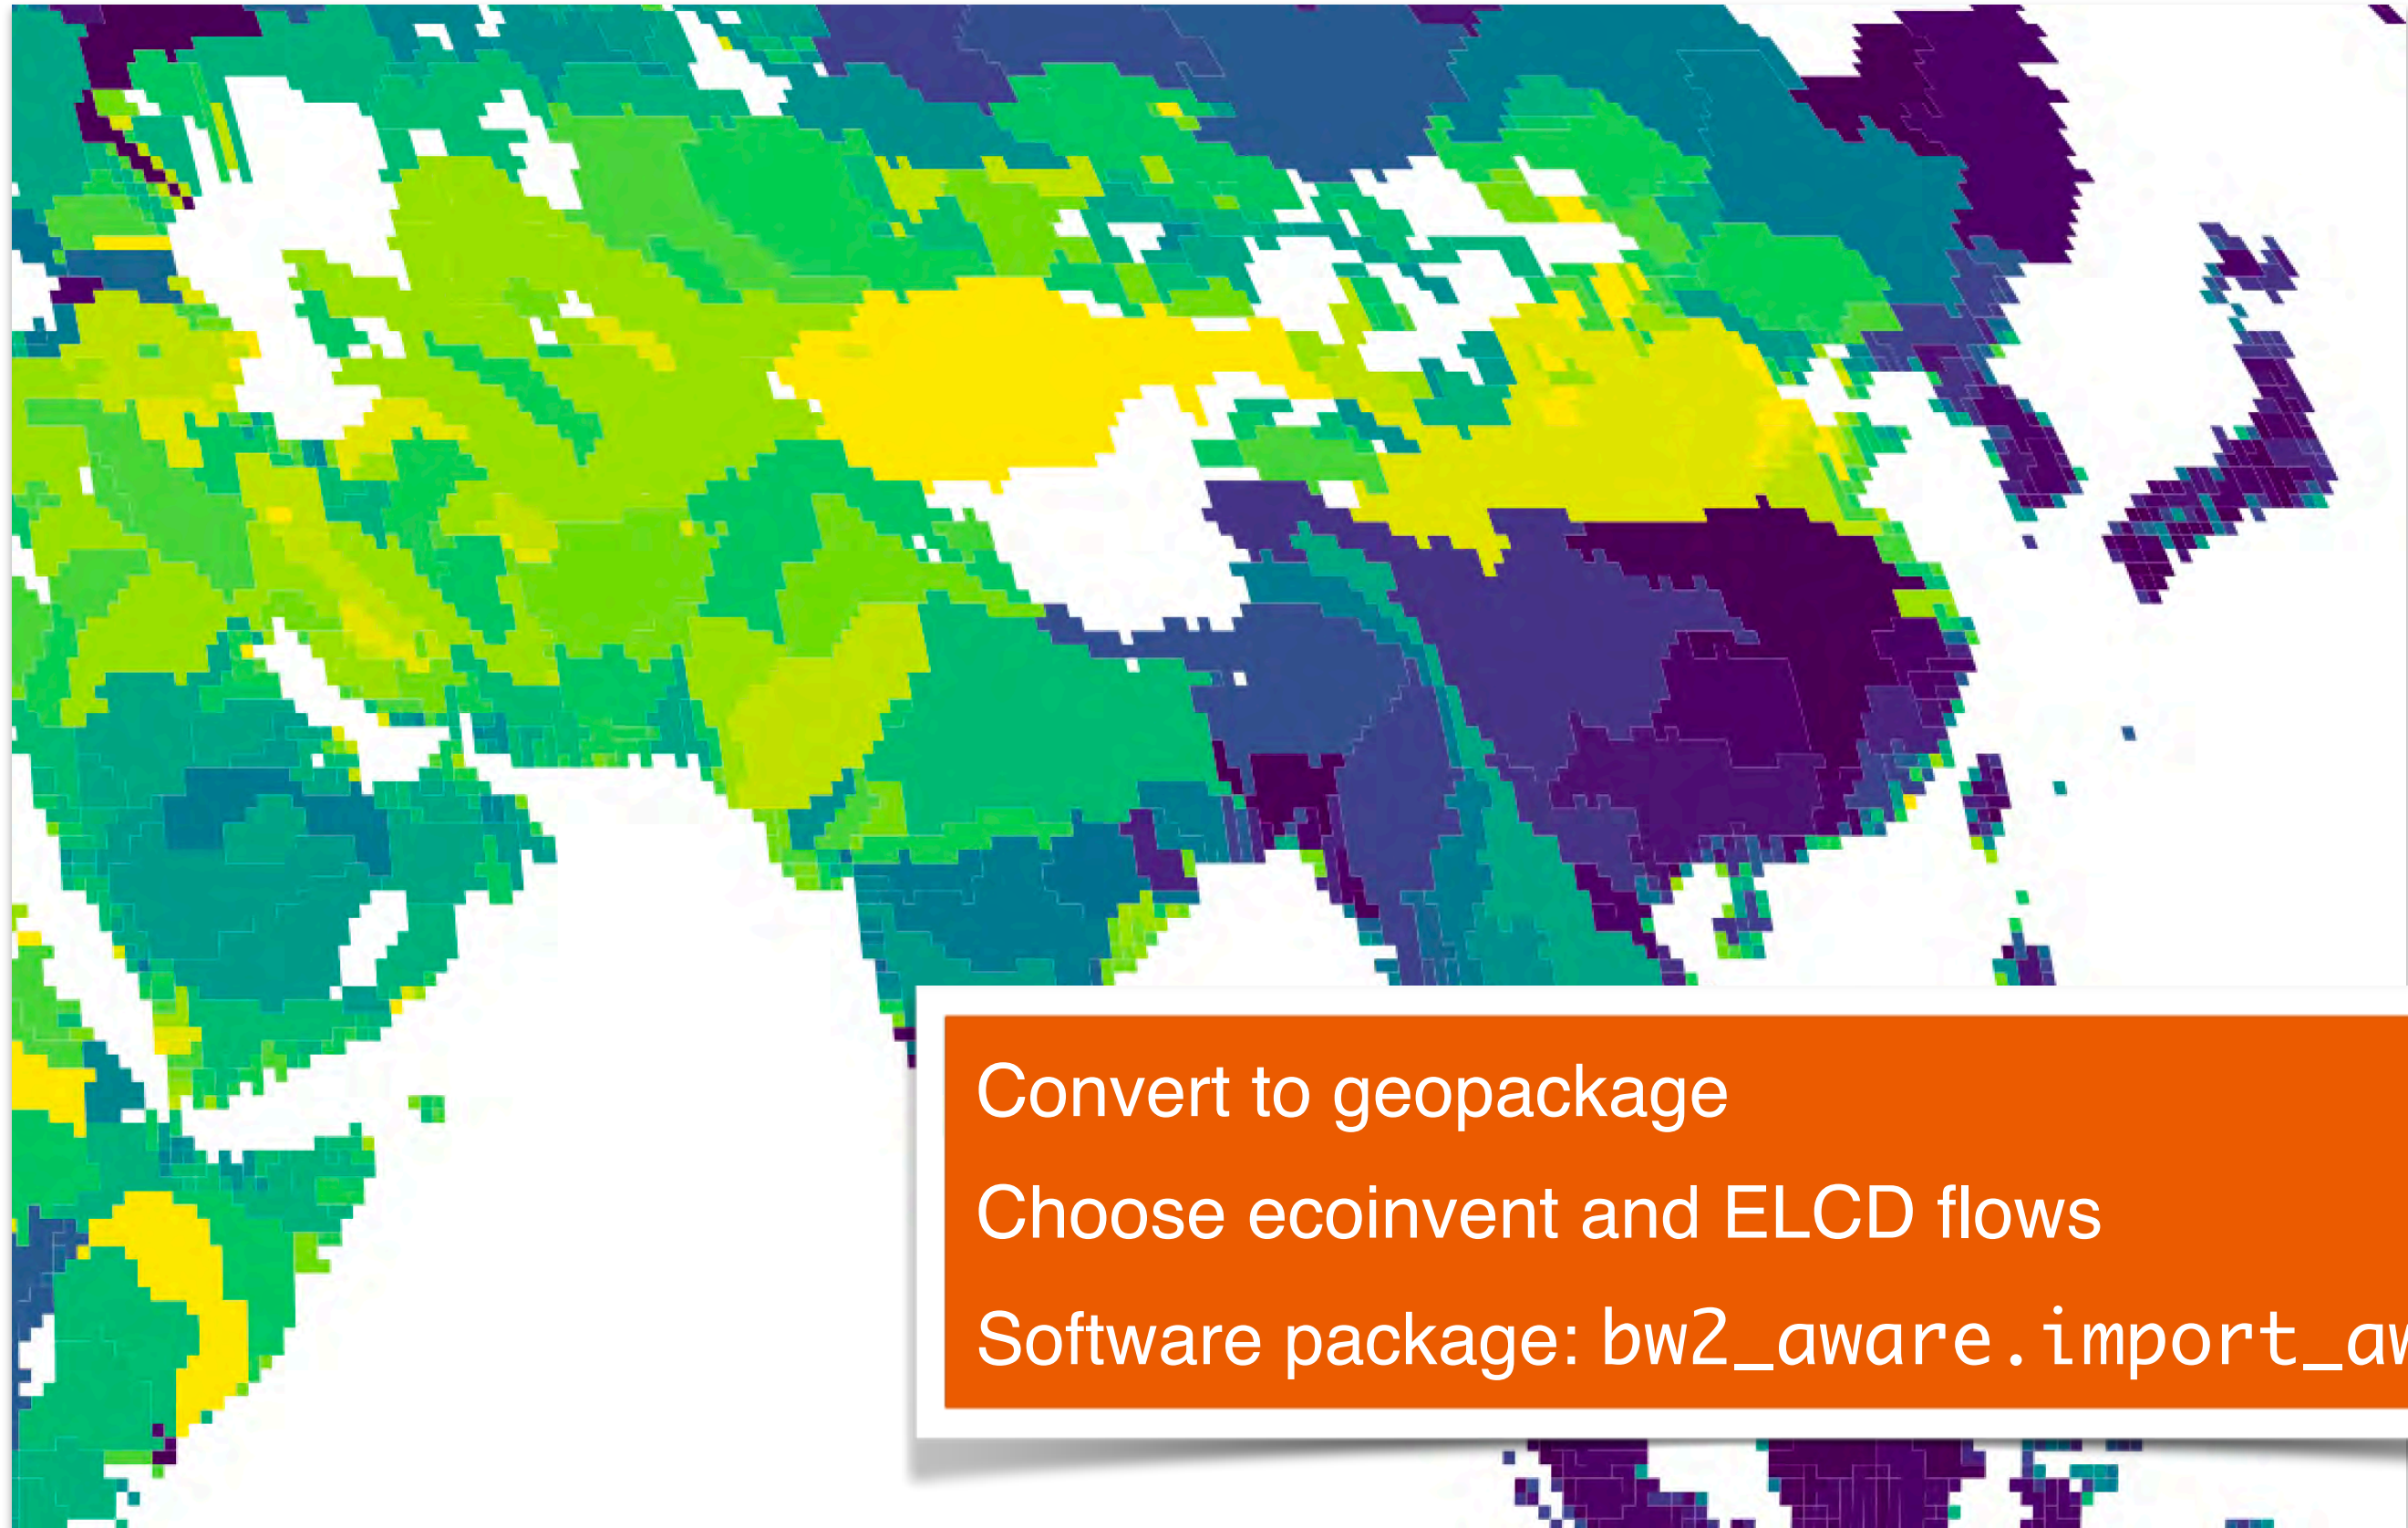 Convert to geopackage
Choose ecoinvent and ELCD flows
Software package: bw2_aware.import_aw